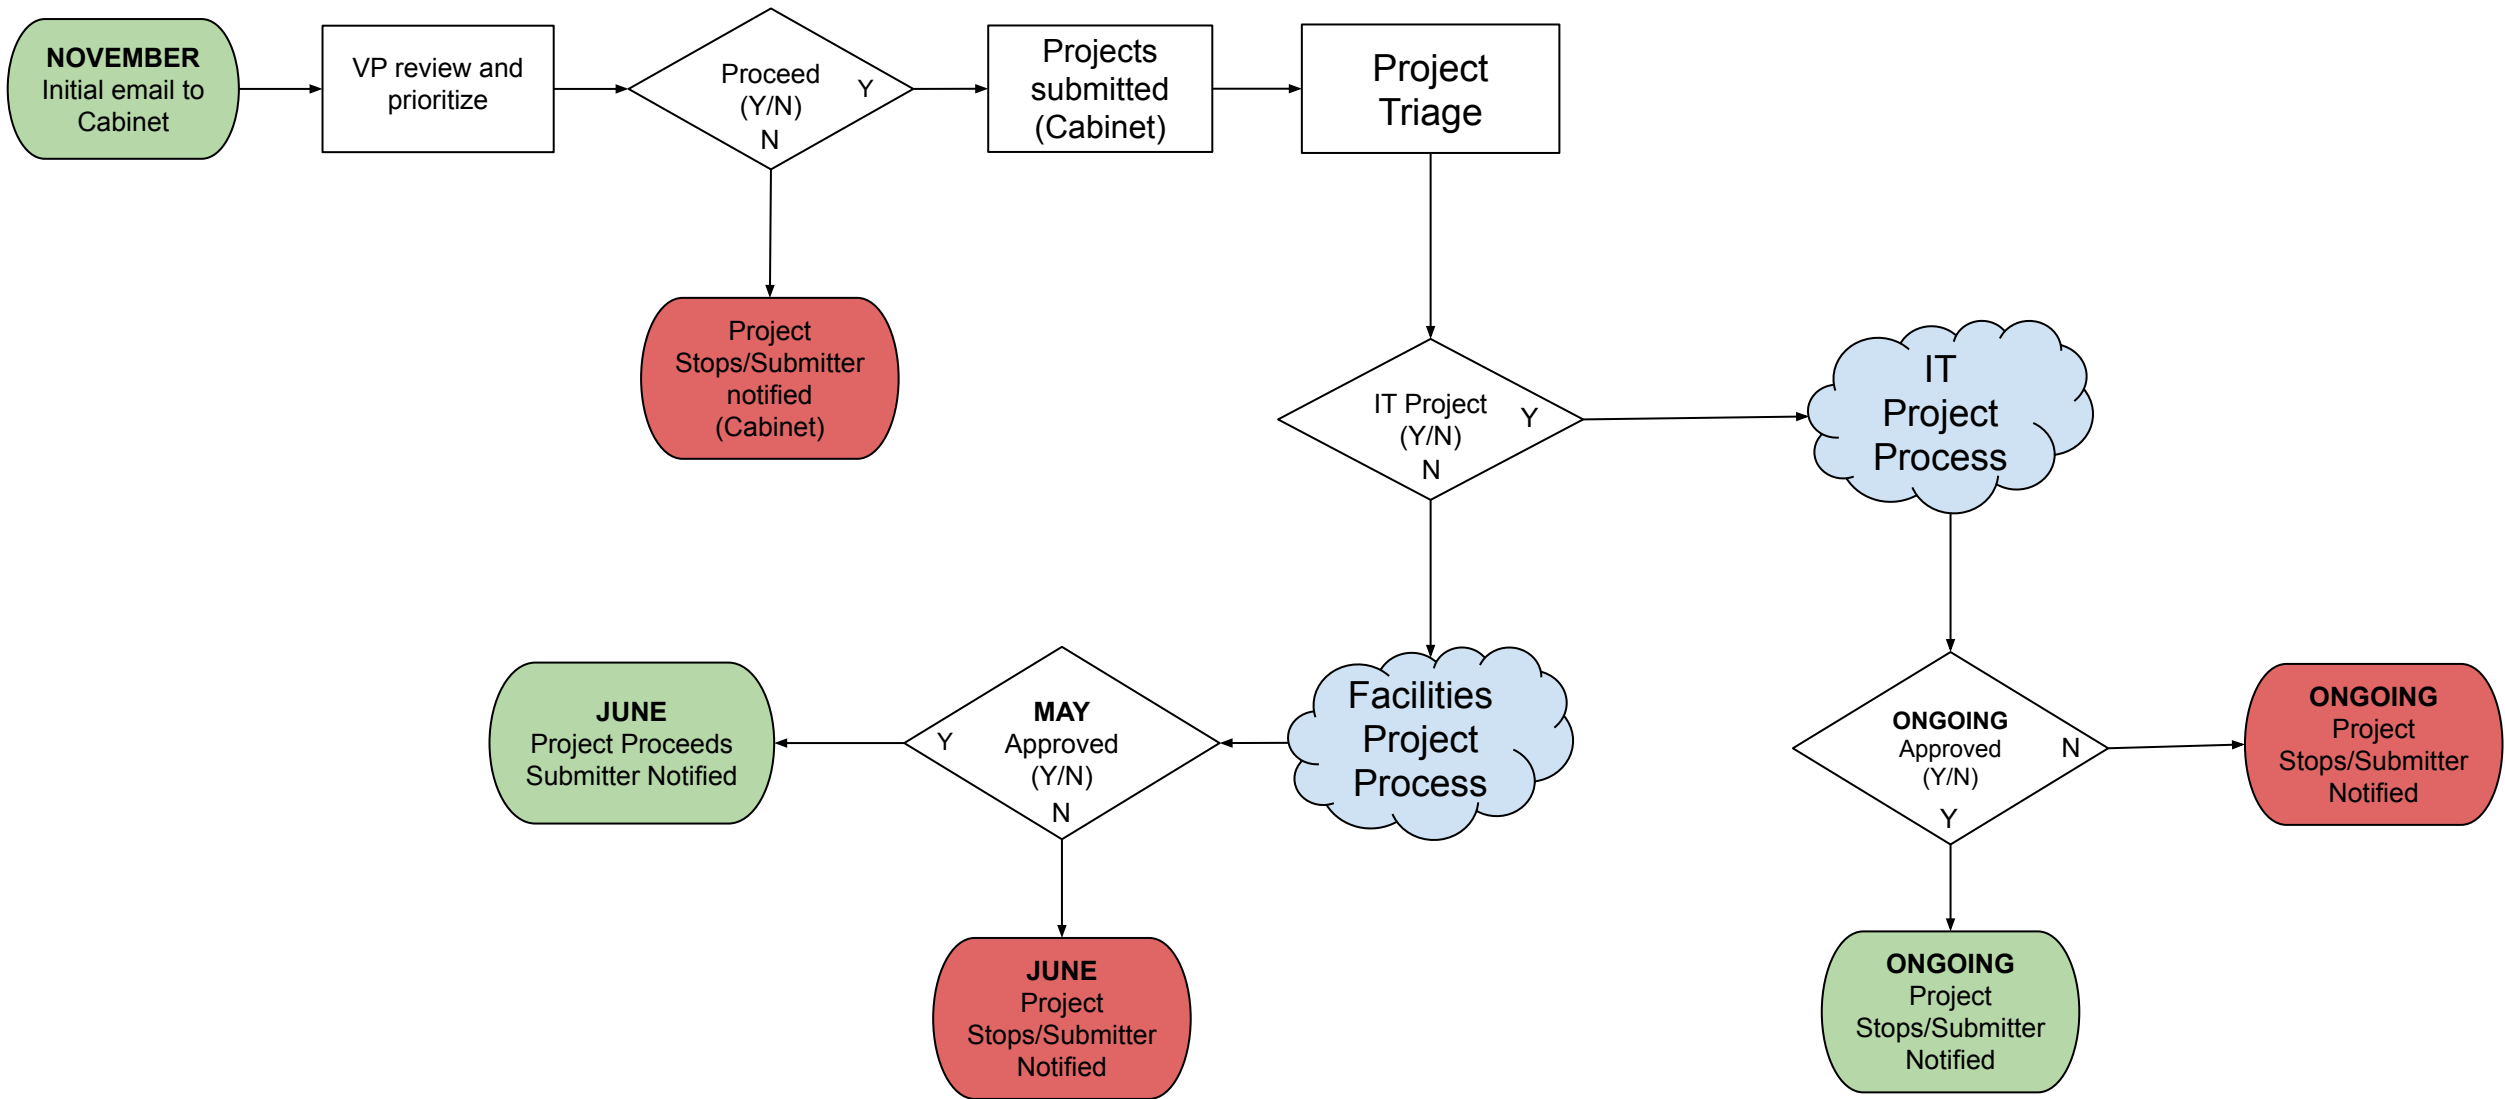 NOVEMBER
Initial email to
Cabinet
VP review and
prioritize
Proceed
(Y/N)
Y
N
Projects
submitted
(Cabinet)
Project
Triage
Project
Stops/Submitter
notified
(Cabinet)
IT Project
(Y/N)
Y
N
IT
Project
Process
JUNE
Project Proceeds
Submitter Notified
MAY
Approved
(Y/N)
Y
N
Facilities
Project
Process
ONGOING
Approved
(Y/N)
N
Y
ONGOING
Project
Stops/Submitter
Notified
JUNE
Project
Stops/Submitter
Notified
ONGOING
Project
Stops/Submitter
Notified